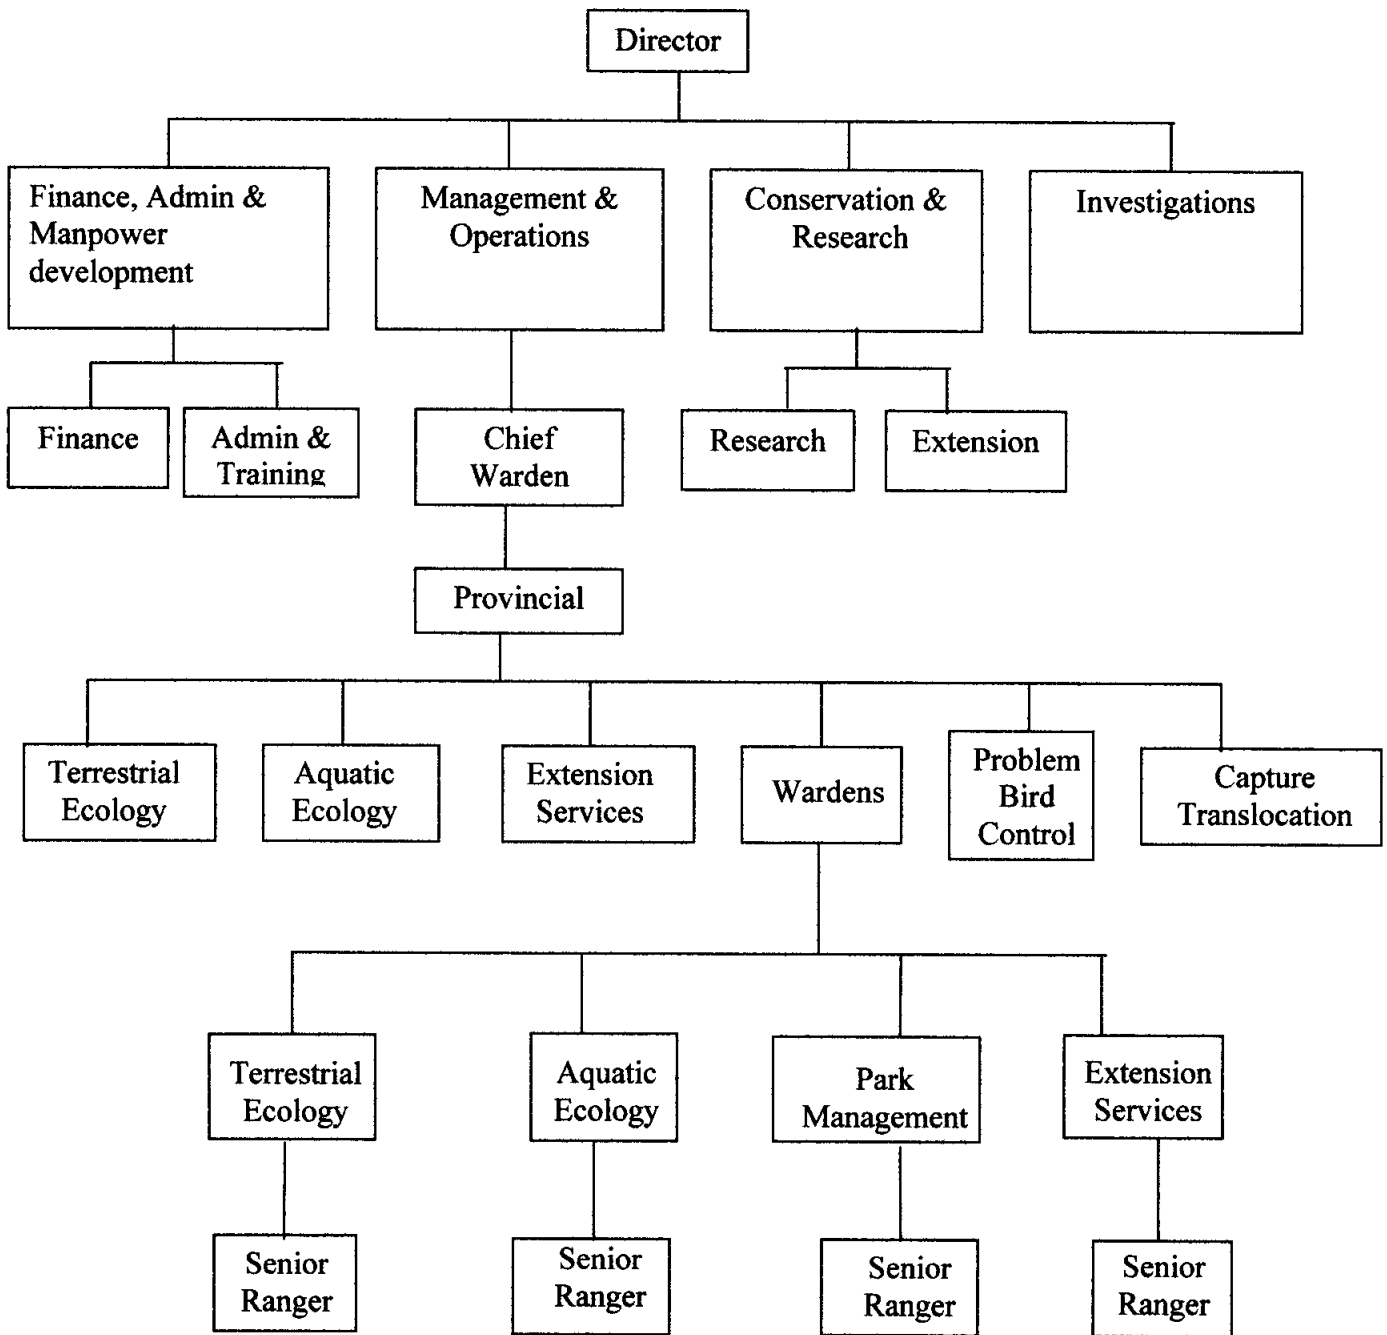 Director
Finance, Admin &
Manpower
development
Management &
Operations
Conservation &
Research
Investigations
Finance
Admin &
Training
Chief
Warden
Research
Extension
Provincial
Terrestrial
Ecology
Aquatic
Ecology
Extension
Services
Wardens
Problem
Bird
Control
Capture
Translocation
Terrestrial
Ecology
Aquatic
Ecology
Park
Management
Extension
Services
Senior
Ranger
Senior
Ranger
Senior
Ranger
Senior
Ranger